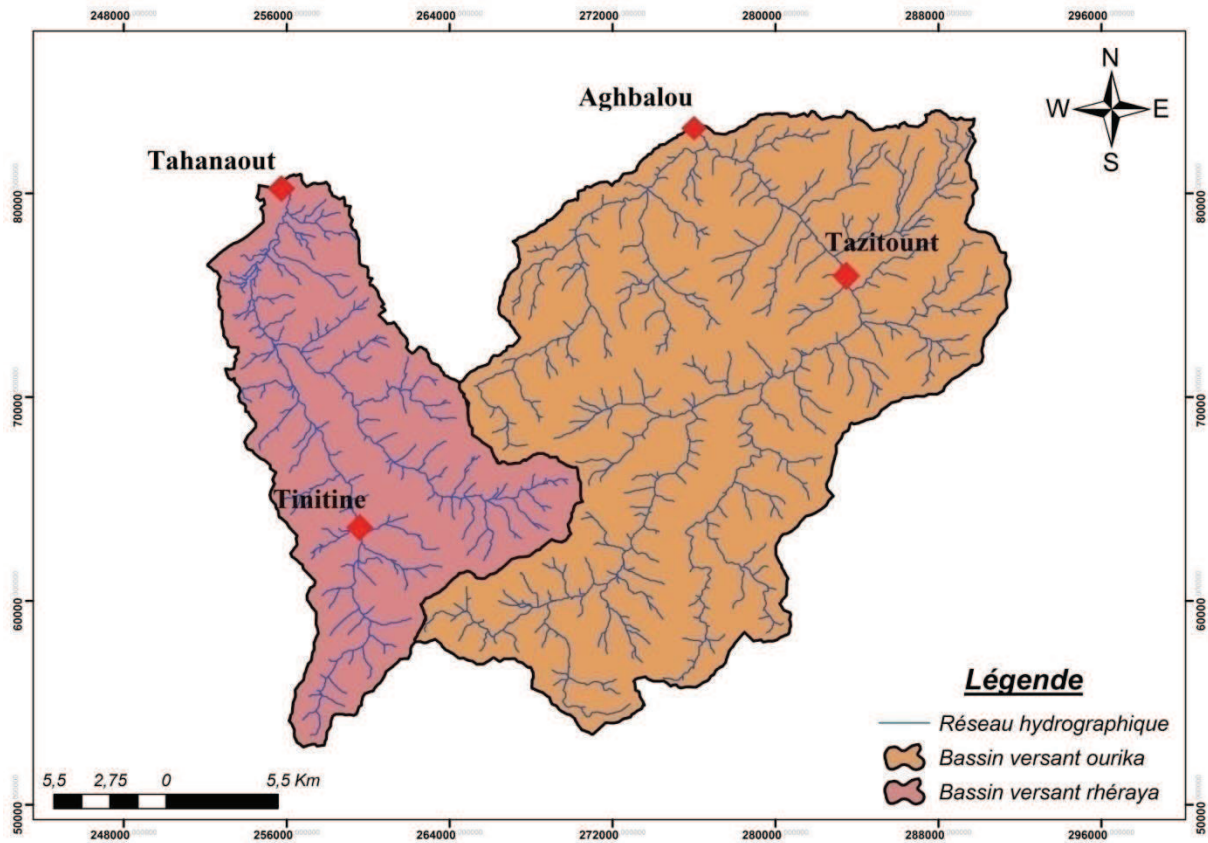 248000 256000 264000 272000 280000 288000 296000
N
W E
S
Aghbalou
Tahanaout
80000 80000
Tazitount
70000 70000
Tinitine
60000 60000
Légende
Réseau hydrographique
Bassin versant ourika
Bassin versant rhéraya
5,5 2,75 0 5,5 Km
50000 50000
248000 256000 264000 272000 280000 288000 296000